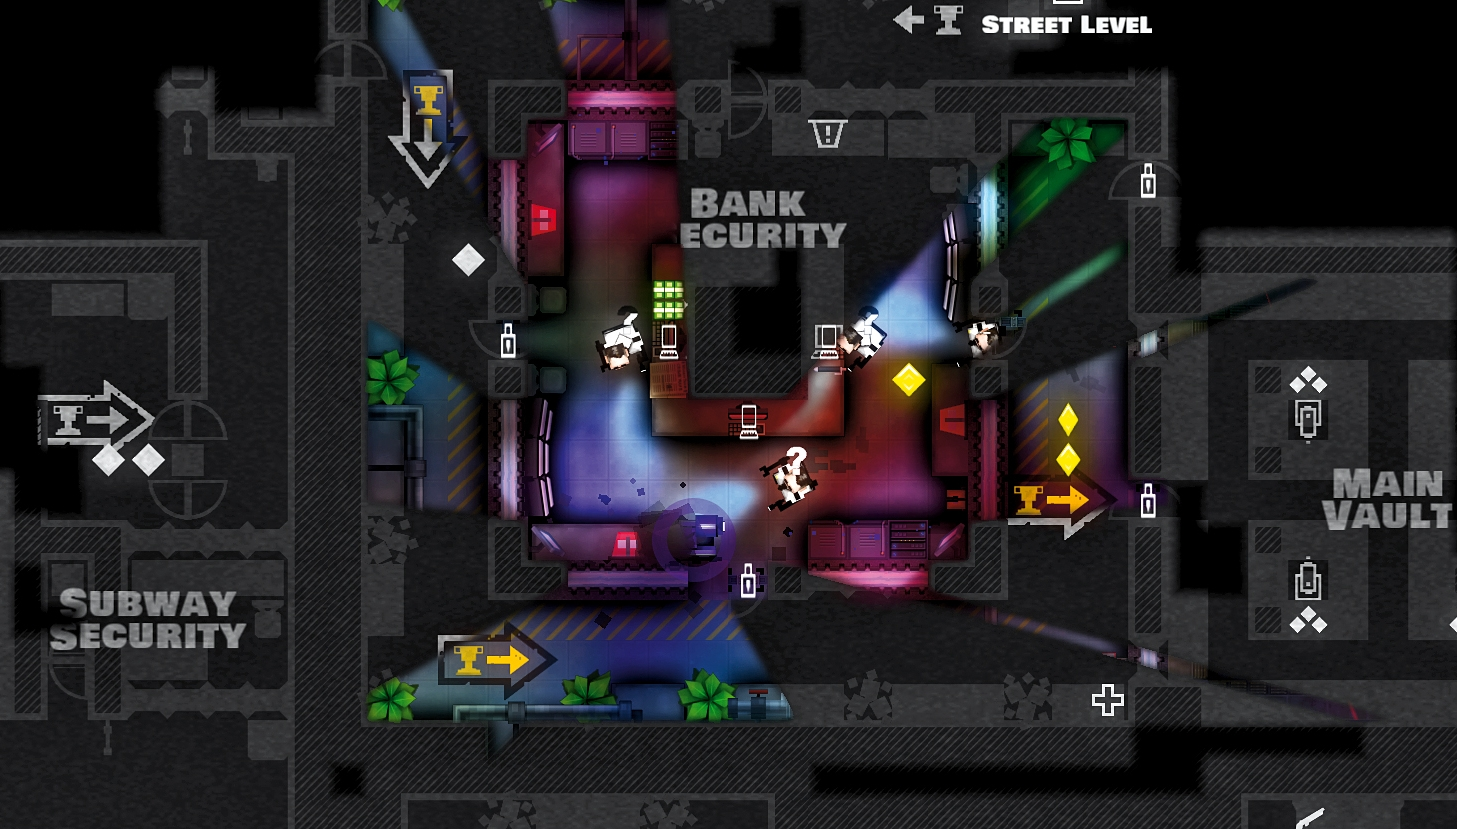 STREET LEVEL
BANK
ECURITY
?
MAIN
VAULT
SUBWAY
SECURITY